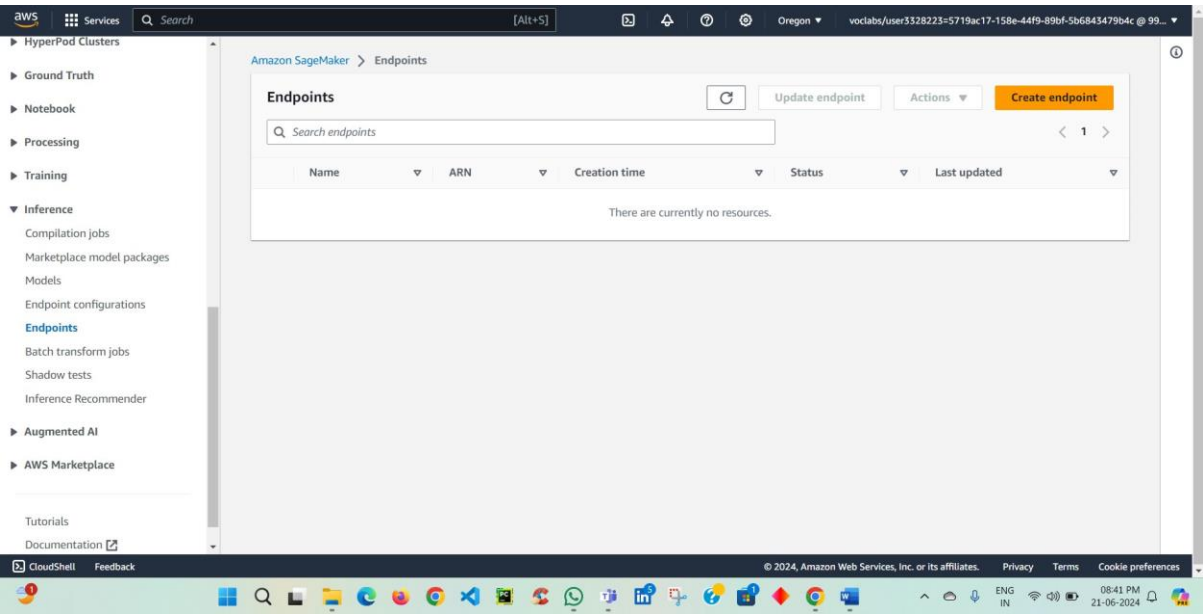 aws Services Search [Alt+S] Oregon ▼ voclabs/user3328223=5719ac17-158e-44f9-89bf-5b6843479b4c @ 99... ▼
HyperPod Clusters
Ground Truth
Notebook
Processing
Training
Inference
Compilation jobs
Marketplace model packages
Models
Endpoint configurations
Endpoints
Batch transform jobs
Shadow tests
Inference Recommender
Augmented AI
AWS Marketplace
Tutorials
Documentation
Amazon SageMaker > Endpoints
Endpoints Update endpoint Actions ▼ Create endpoint
Search endpoints < 1 >
Name ARN Creation time Status Last updated
There are currently no resources.
CloudShell Feedback © 2024, Amazon Web Services, Inc. or its affiliates. Privacy Terms Cookie preferences
ENG 08:41 PM
IN 21-06-2024